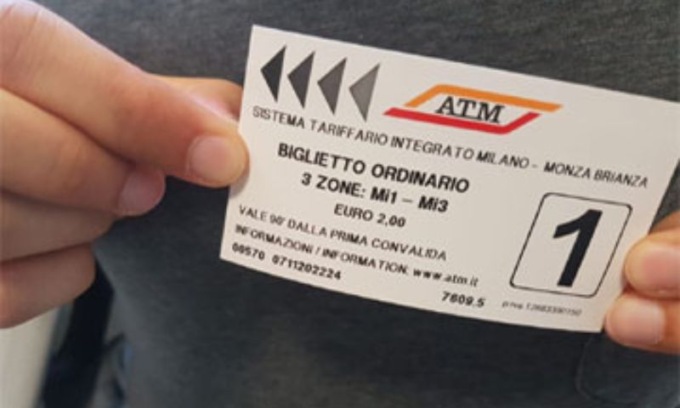 ATM
SISTEMA TARIFFARIO INTEGRATO MILANO - MONZA BRIANZA
BIGLIETTO ORDINARIO
3 ZONE: Mi1 - Mi3
EURO 2,00
VALE 90' DALLA PRIMA CONVALIDA
INFORMAZIONI / INFORMATION: www.atm.it
00570 0711202224
7609.5
1
p.iva